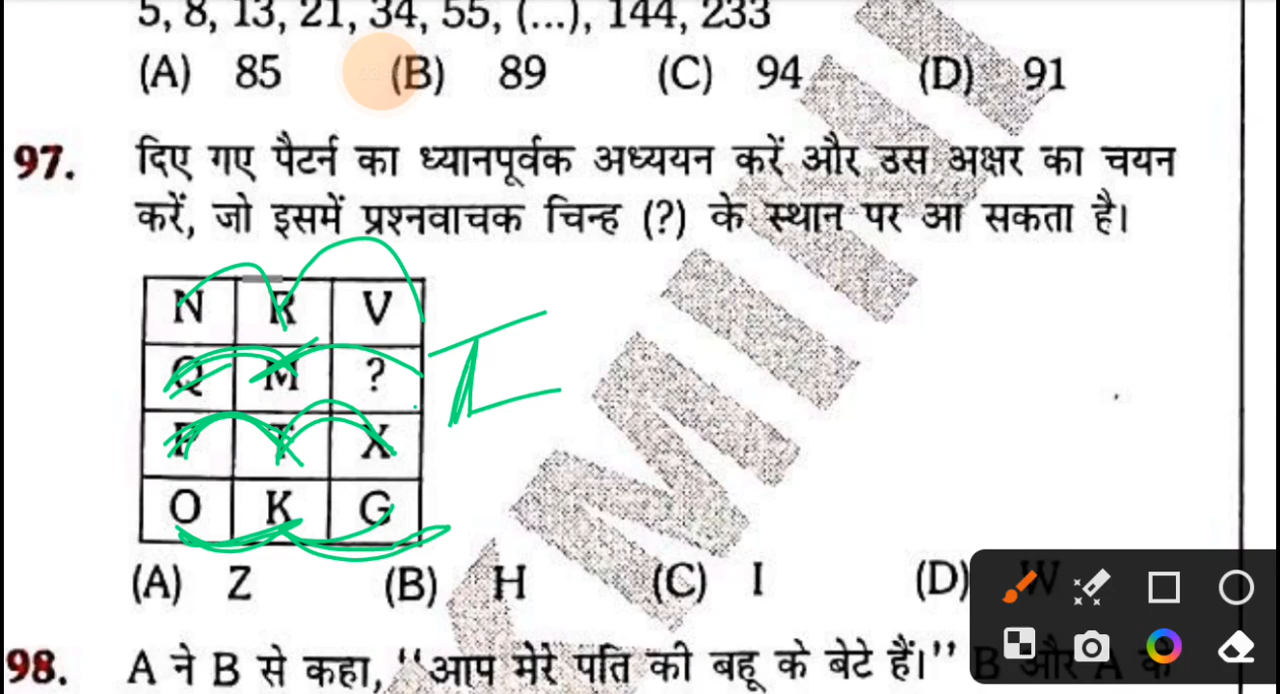 5, 8, 13, 21, 34, 55, (...), 144, 233
(A) 85 (B) 89 (C) 94 (D) 91
97. दिए गए पैटर्न का ध्यानपूर्वक अध्ययन करें और उस अक्षर का चयन
करें, जो इसमें प्रश्नवाचक चिन्ह (?) के स्थान पर आ सकता है।
N R V
Q M ?
P T X
O K G
I
(A) Z (B) H (C) I (D) W
98. A ने B से कहा, "आप मेरे पति की बहू के बेटे हैं।" B और A के